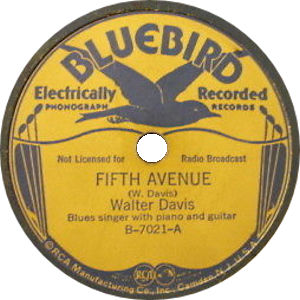 BLUEBIRD
Electrically Recorded
PHONOGRAPH RECORDS
Not Licensed for Radio Broadcast
FIFTH AVENUE
(W. Davis)
Walter Davis
Blues singer with piano and guitar
B-7021-A
RCA
©RCA Manufacturing Co., Inc., Camden, N.J., U.S.A.